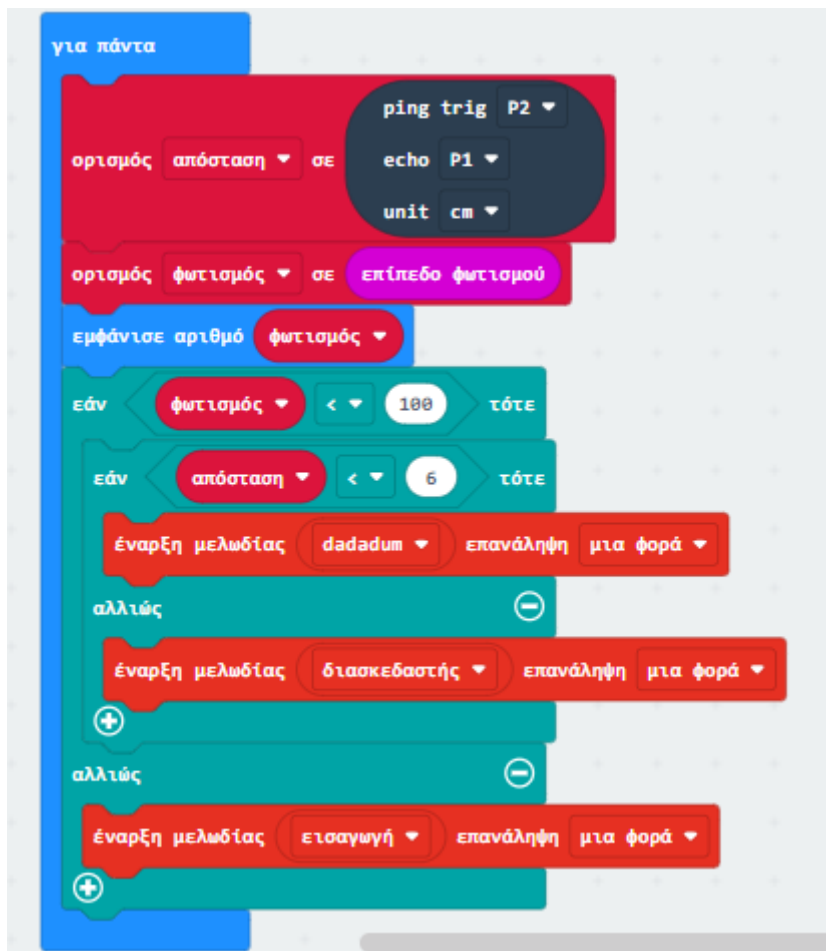 για πάντα
ping trig P2
ορισμός απόσταση σε echo P1
unit cm
ορισμός φωτισμός σε επίπεδο φωτισμού
εμφάνισε αριθμό φωτισμός
εάν φωτισμός < 100 τότε
εάν απόσταση < 6 τότε
έναρξη μελωδίας dadadum επανάληψη μια φορά
αλλιώς
έναρξη μελωδίας διασκεδαστής επανάληψη μια φορά
αλλιώς
έναρξη μελωδίας εισαγωγή επανάληψη μια φορά